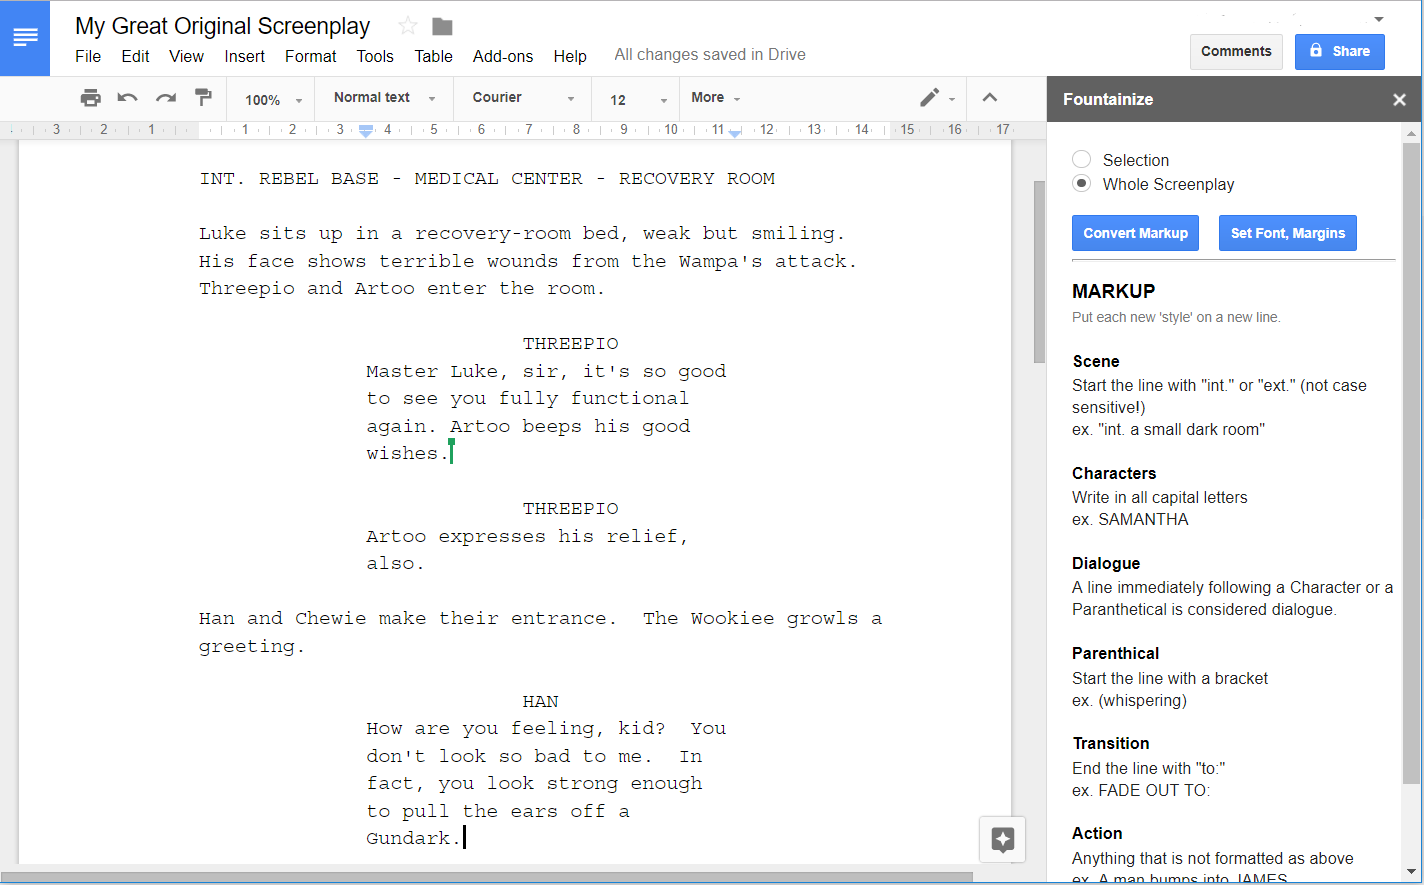 My Great Original Screenplay
File Edit View Insert Format Tools Table Add-ons Help All changes saved in Drive
Comments Share
100% Normal text Courier 12 More
Fountainize
3 2 1 1 2 3 4 5 6 7 8 9 10 11 12 13 14 15 16 17
INT. REBEL BASE - MEDICAL CENTER - RECOVERY ROOM
Luke sits up in a recovery-room bed, weak but smiling.
His face shows terrible wounds from the Wampa's attack.
Threepio and Artoo enter the room.
THREEPIO
Master Luke, sir, it's so good
to see you fully functional
again. Artoo beeps his good
wishes.
THREEPIO
Artoo expresses his relief,
also.
Han and Chewie make their entrance.  The Wookiee growls a
greeting.
HAN
How are you feeling, kid?  You
don't look so bad to me.  In
fact, you look strong enough
to pull the ears off a
Gundark.
Selection
Whole Screenplay
Convert Markup Set Font, Margins
MARKUP
Put each new 'style' on a new line.
Scene
Start the line with "int." or "ext." (not case
sensitive!)
ex. "int. a small dark room"
Characters
Write in all capital letters
ex. SAMANTHA
Dialogue
A line immediately following a Character or a
Paranthetical is considered dialogue.
Parenthical
Start the line with a bracket
ex. (whispering)
Transition
End the line with "to:"
ex. FADE OUT TO:
Action
Anything that is not formatted as above
ex. A man bumps into JAMES